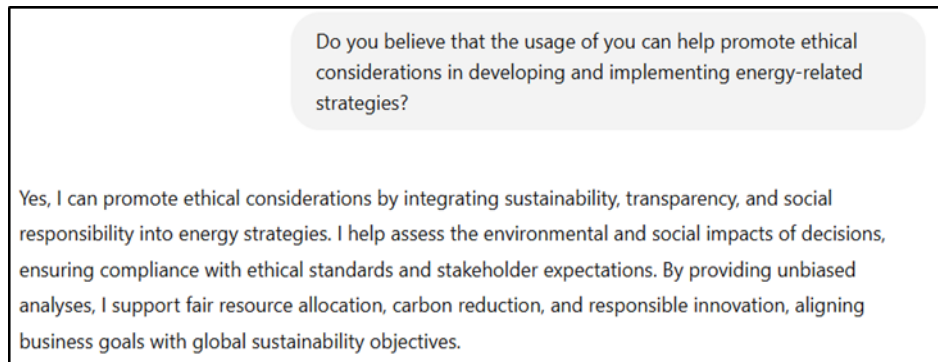 Do you believe that the usage of you can help promote ethical
considerations in developing and implementing energy-related
strategies?
Yes, I can promote ethical considerations by integrating sustainability, transparency, and social
responsibility into energy strategies. I help assess the environmental and social impacts of decisions,
ensuring compliance with ethical standards and stakeholder expectations. By providing unbiased
analyses, I support fair resource allocation, carbon reduction, and responsible innovation, aligning
business goals with global sustainability objectives.